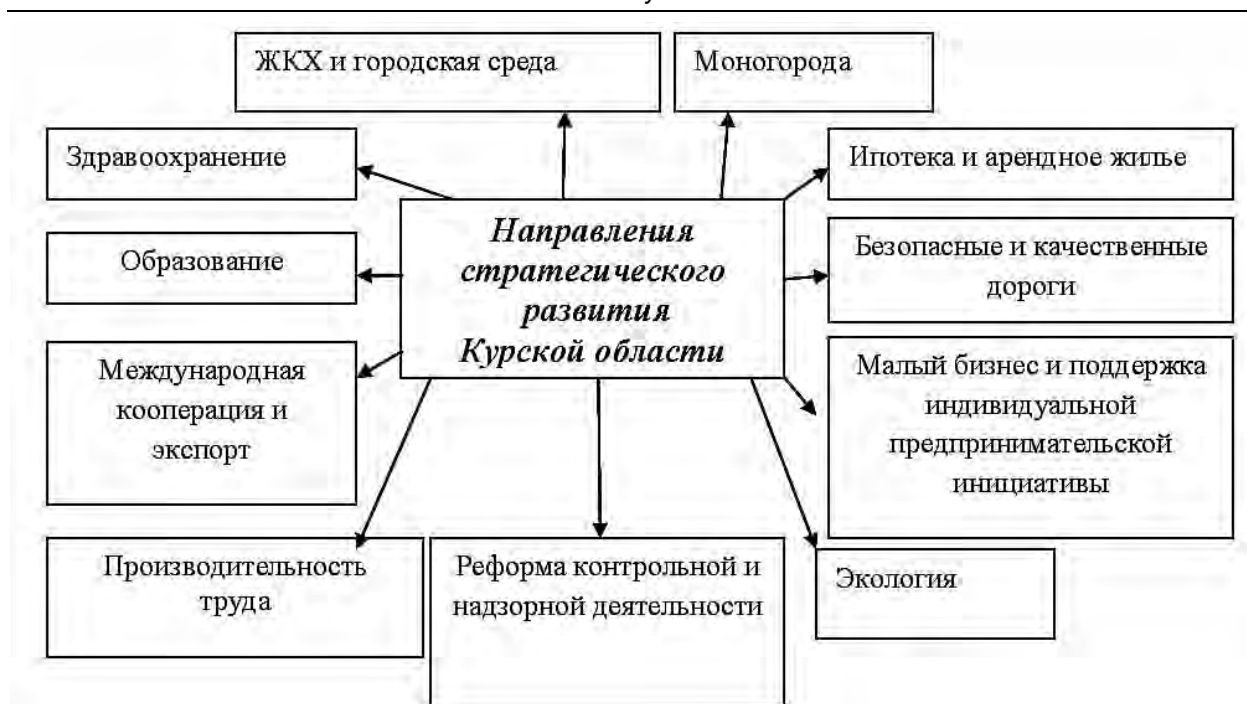 ЖКХ и городская среда
Моногорода
Здравоохранение
Ипотека и арендное жилье
Направления
стратегического
развития
Курской области
Образование
Безопасные и качественные
дороги
Международная
кооперация и
экспорт
Малый бизнес и поддержка
индивидуальной
предпринимательской
инициативы
Производительность
труда
Реформа контрольной и
надзорной деятельности
Экология